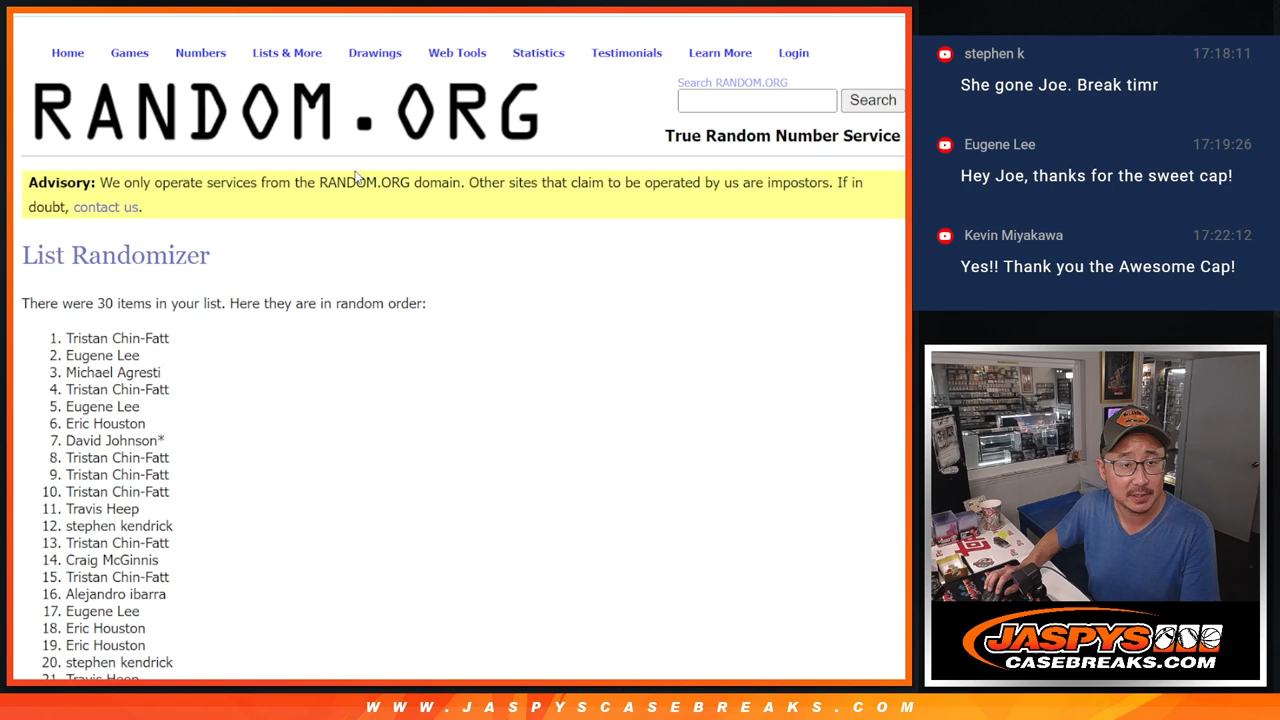 Home Games Numbers Lists & More Drawings Web Tools Statistics Testimonials Learn More Login
RANDOM.ORG
Search RANDOM.ORG
Search
True Random Number Service
Advisory: We only operate services from the RANDOM.ORG domain. Other sites that claim to be operated by us are impostors. If in
doubt, contact us.
List Randomizer
There were 30 items in your list. Here they are in random order:
1. Tristan Chin-Fatt
2. Eugene Lee
3. Michael Agresti
4. Tristan Chin-Fatt
5. Eugene Lee
6. Eric Houston
7. David Johnson*
8. Tristan Chin-Fatt
9. Tristan Chin-Fatt
10. Tristan Chin-Fatt
11. Travis Heep
12. stephen kendrick
13. Tristan Chin-Fatt
14. Craig McGinnis
15. Tristan Chin-Fatt
16. Alejandro ibarra
17. Eugene Lee
18. Eric Houston
19. Eric Houston
20. stephen kendrick
21. Travis Heep
stephen k 17:18:11
She gone Joe. Break timr
Eugene Lee 17:19:26
Hey Joe, thanks for the sweet cap!
Kevin Miyakawa 17:22:12
Yes!! Thank you the Awesome Cap!
JASPYS
CASEBREAKS.COM
WWW.JASPYSCASEBREAKS.COM